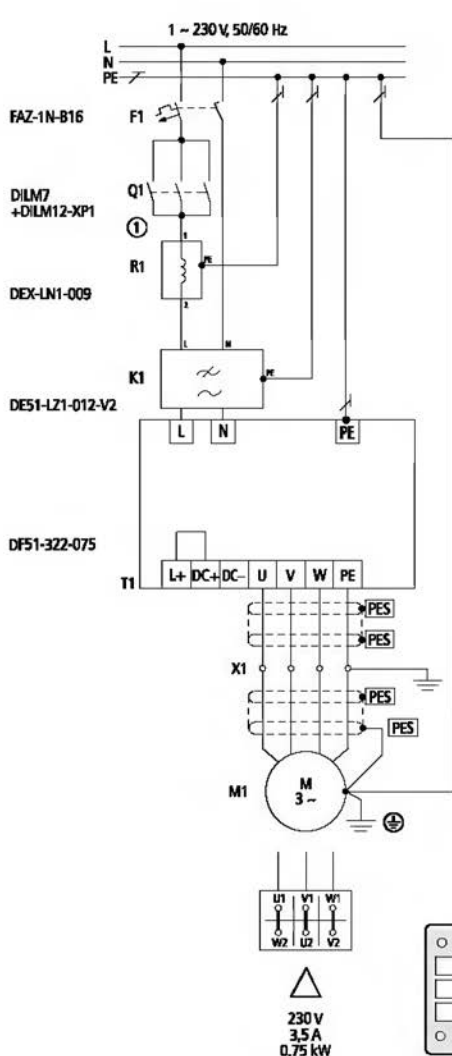 1 ~ 230 V, 50/60 Hz
L
N
PE
FAZ-1N-B16
F1
DILM7
+DILM12-XP1
Q1
1
1
R1
PE
DEX-LN1-009
2
L N
K1
PE
DE51-LZ1-012-V2
L N PE
DF51-322-075
T1
L+ DC+ DC– U V W PE
PES
PES
X1
PES
PES
M1
M
3 ~
U1 V1 W1
W2 U2 V2
230 V
3,5 A
0.75 kW